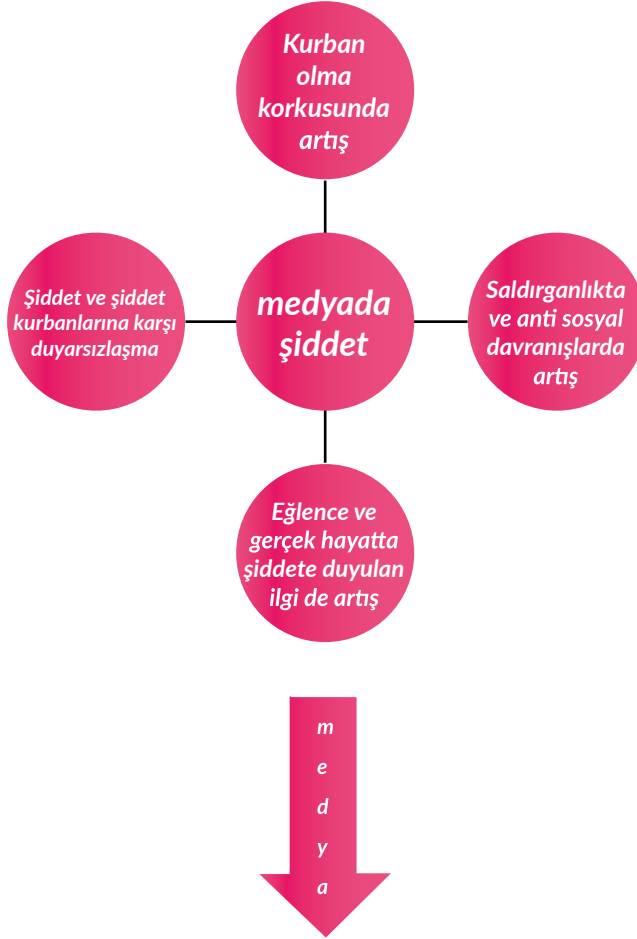 Kurban
olma
korkusunda
artış
Şiddet ve şiddet
kurbanlarına karşı
duyarsızlaşma
medyada
şiddet
Saldırganlıkta
ve anti sosyal
davranışlarda
artış
Eğlence ve
gerçek hayatta
şiddete duyulan
ilgi de artış
m
e
d
y
a